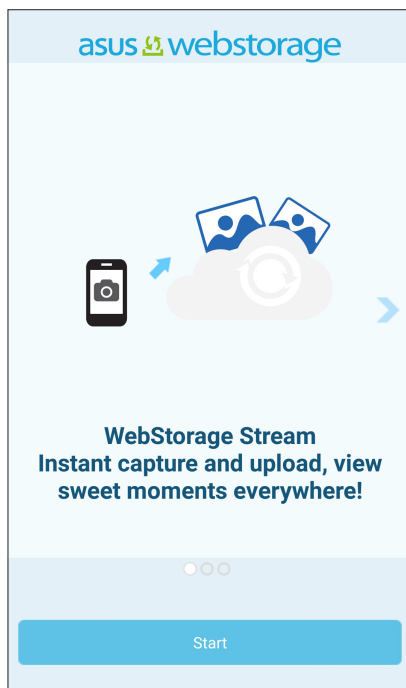 asus webstorage
WebStorage Stream
Instant capture and upload, view
sweet moments everywhere!
Start